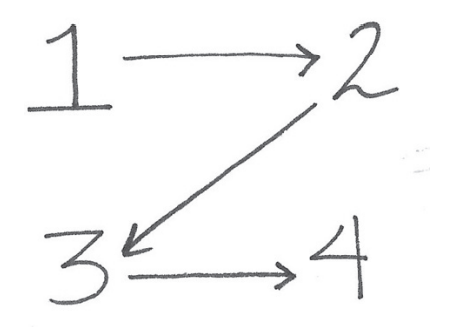 1 → 2
3 → 4